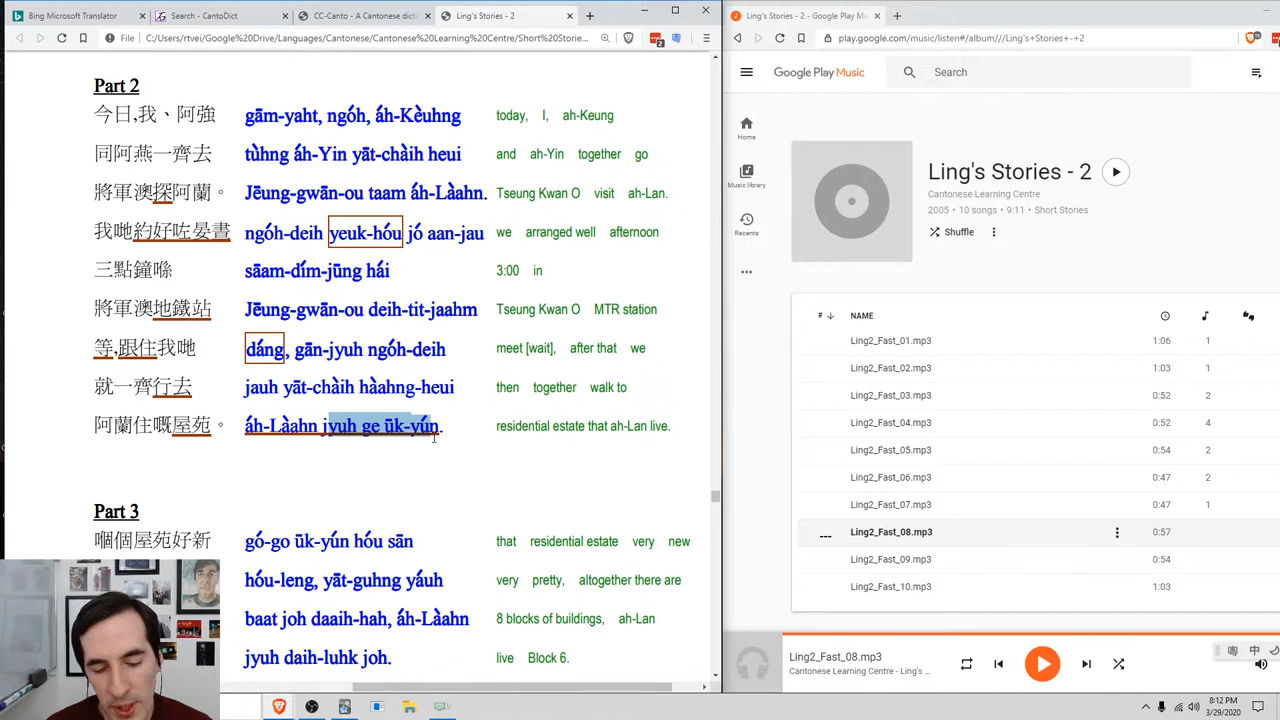 Bing Microsoft Translator
Search - CantoDict
CC-Canto - A Cantonese dicti
Ling's Stories - 2
File C:/Users/rtvei/Google Drive/Languages/Cantonese/Cantonese Learning Centre/Short Storie...
Part 2
今日,我、阿強 gām-yaht, ngóh, áh-Kèuhng today, I, ah-Keung
同阿燕一齊去 tùhng áh-Yin yāt-chàih heui and ah-Yin together go
將軍澳探阿蘭。 Jēung-gwān-ou taam áh-Làahn. Tseung Kwan O visit ah-Lan.
我哋約好咗晏晝 ngóh-deih yeuk-hóu jó aan-jau we arranged well afternoon
三點鐘喺 sāam-dím-jūng hái 3:00 in
將軍澳地鐵站 Jēung-gwān-ou deih-tit-jaahm Tseung Kwan O MTR station
等,跟住我哋 dáng, gān-jyuh ngóh-deih meet [wait], after that we
就一齊行去 jauh yāt-chàih hàahng-heui then together walk to
阿蘭住嘅屋苑。 áh-Làahn jyuh ge ūk-yún. residential estate that ah-Lan live.
Part 3
嗰個屋苑好新 gó-go ūk-yún hóu sān that residential estate very new
hóu-leng, yāt-guhng yáuh very pretty, altogether there are
baat joh daaih-hah, áh-Làahn 8 blocks of buildings, ah-Lan
jyuh daih-luhk joh. live Block 6.
Ling's Stories - 2 - Google Play Mus
play.google.com/music/listen#/album///Ling's+Stories+-+2
Google Play Music
Search
Home
Music library
Recents
Ling's Stories - 2
Cantonese Learning Centre
2005 • 10 songs • 9:11 • Short Stories
Shuffle
# NAME
Ling2_Fast_01.mp3 1:06 1
Ling2_Fast_02.mp3 1:03 1
Ling2_Fast_03.mp3 0:52 2
Ling2_Fast_04.mp3 0:52 1
Ling2_Fast_05.mp3 0:54 2
Ling2_Fast_06.mp3 0:47 2
Ling2_Fast_07.mp3 0:47 1
Ling2_Fast_08.mp3 0:57
Ling2_Fast_09.mp3 0:54
Ling2_Fast_10.mp3 1:03
Ling2_Fast_08.mp3
Cantonese Learning Centre - Ling's ...
中
8:12 PM
3/29/2020